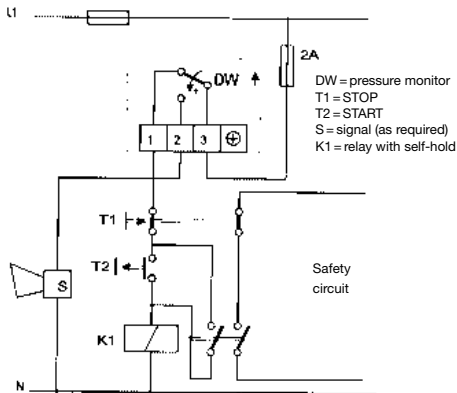 L1
2A
DW
DW = pressure monitor
T1 = STOP
T2 = START
S = signal (as required)
K1 = relay with self-hold
1 2 3
T1
T2
Safety
circuit
S
K1
N